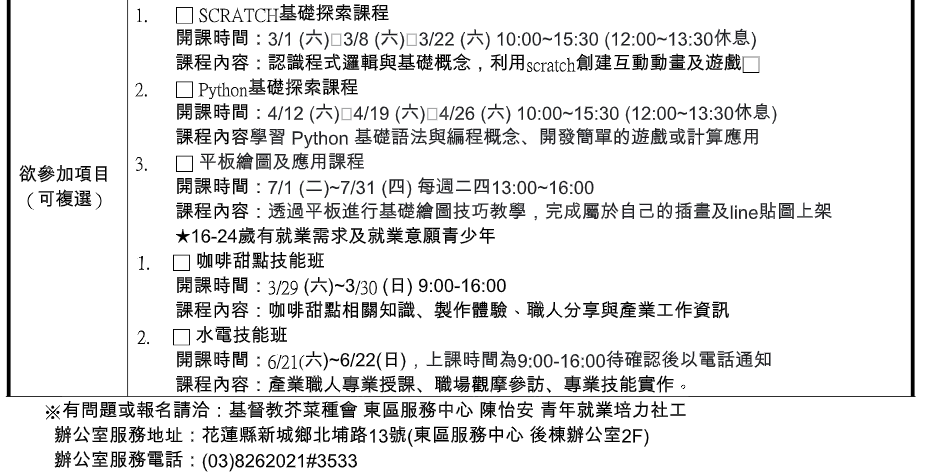 1. □ SCRATCH基礎探索課程
開課時間：3/1 (六)□3/8 (六)□3/22 (六) 10:00~15:30 (12:00~13:30休息)
課程內容：認識程式邏輯與基礎概念，利用scratch創建互動動畫及遊戲□
2. □ Python基礎探索課程
開課時間：4/12 (六)□4/19 (六)□4/26 (六) 10:00~15:30 (12:00~13:30休息)
課程內容學習 Python 基礎語法與編程概念、開發簡單的遊戲或計算應用
3. □ 平板繪圖及應用課程
欲參加項目
（可複選）
開課時間：7/1 (二)~7/31 (四) 每週二四13:00~16:00
課程內容：透過平板進行基礎繪圖技巧教學，完成屬於自己的插畫及line貼圖上架
★16-24歲有就業需求及就業意願青少年
1. □ 咖啡甜點技能班
開課時間：3/29 (六)~3/30 (日) 9:00-16:00
課程內容：咖啡甜點相關知識、製作體驗、職人分享與產業工作資訊
2. □ 水電技能班
開課時間：6/21(六)~6/22(日)，上課時間為9:00-16:00待確認後以電話通知
課程內容：產業職人專業授課、職場觀摩參訪、專業技能實作。
※有問題或報名請洽：基督教芥菜種會 東區服務中心 陳怡安 青年就業培力社工
辦公室服務地址：花蓮縣新城鄉北埔路13號(東區服務中心 後棟辦公室2F)
辦公室服務電話：(03)8262021#3533